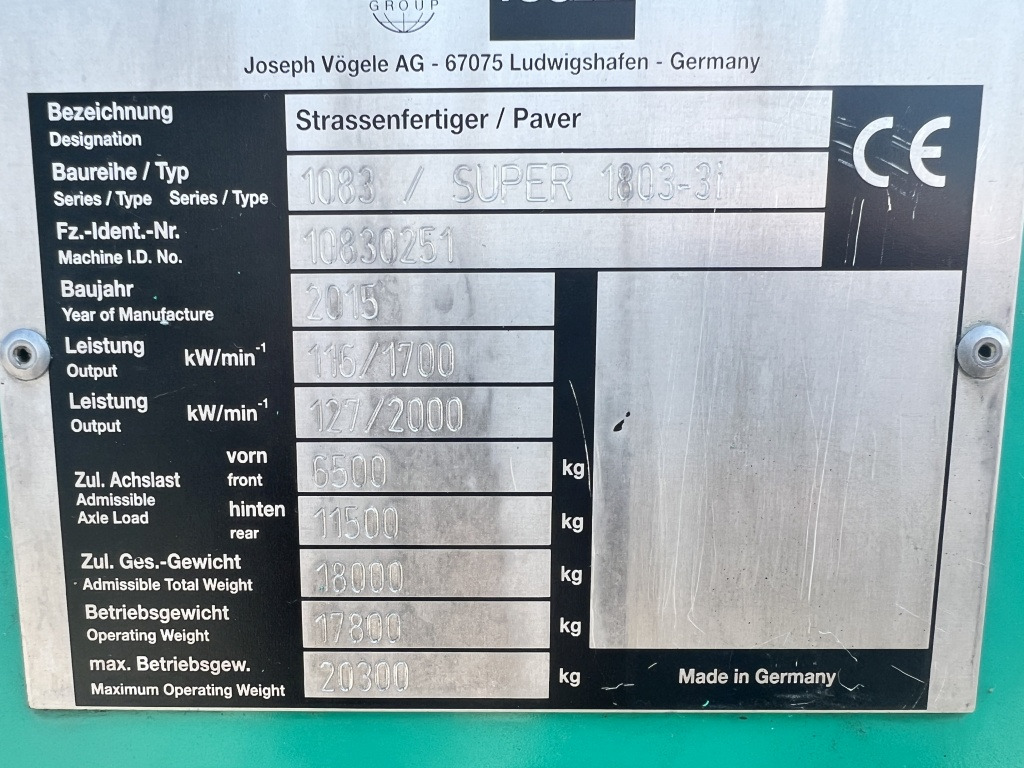 GROUP
Joseph Vögele AG - 67075 Ludwigshafen - Germany
Bezeichnung
Designation
Strassenfertiger / Paver
CE
Baureihe / Typ
Series / Type Series / Type
1083 / SUPER 1803-3i
Fz.-Ident.-Nr.
Machine I.D. No.
10830251
Baujahr
Year of Manufacture
2015
Leistung
Output
kW/min-1
116/1700
Leistung
Output
kW/min-1
127/2000
Zul. Achslast
Admissible
Axle Load
vorn
front
6500 kg
hinten
rear
11500 kg
Zul. Ges.-Gewicht
Admissible Total Weight
18000 kg
Betriebsgewicht
Operating Weight
17800 kg
max. Betriebsgew.
Maximum Operating Weight
20300 kg
Made in Germany